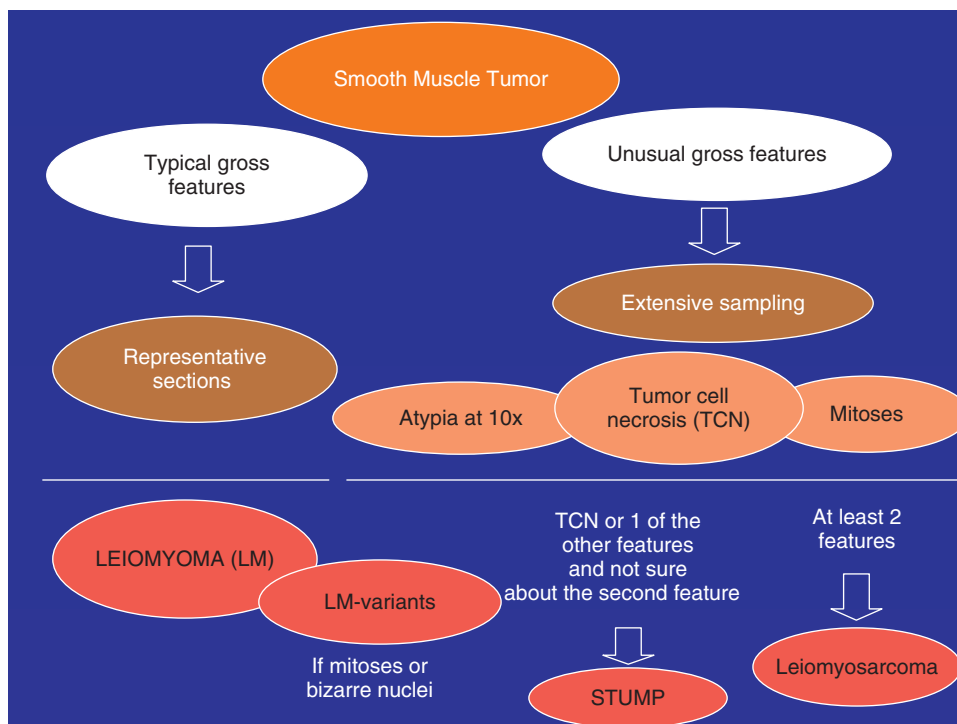 Smooth Muscle Tumor
Typical gross
features
Unusual gross features
Extensive sampling
Representative
sections
Atypia at 10x
Tumor cell
necrosis (TCN)
Mitoses
LEIOMYOMA (LM)
LM-variants
If mitoses or
bizarre nuclei
TCN or 1 of the
other features
and not sure
about the second feature
STUMP
At least 2
features
Leiomyosarcoma